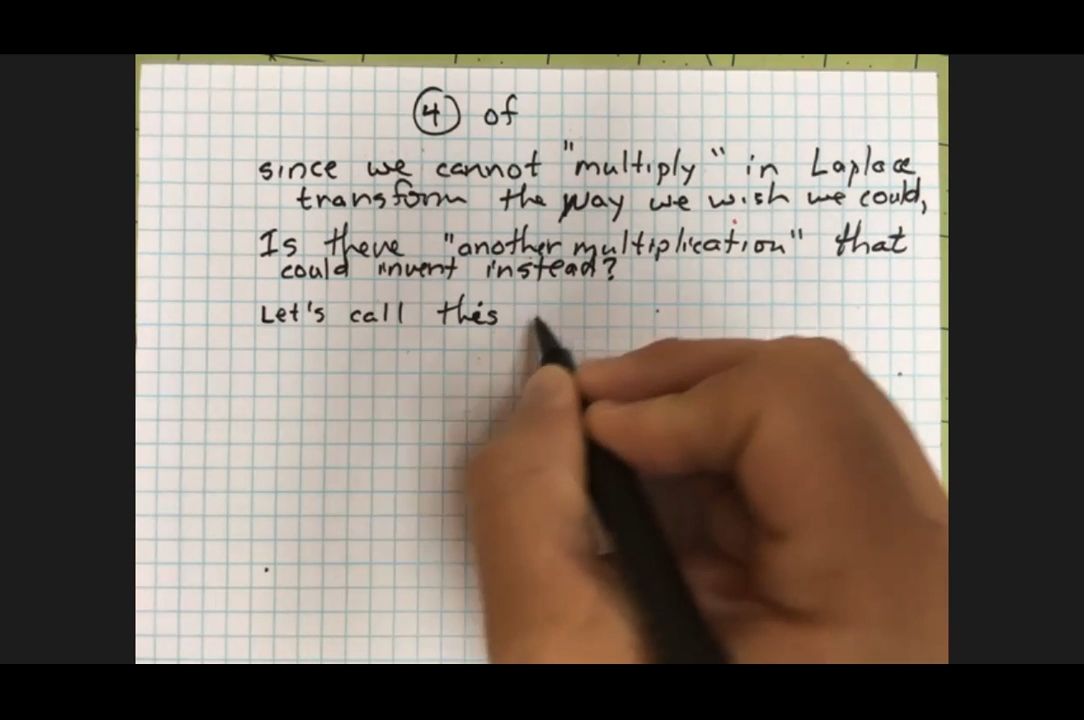 ④ of
since we cannot "multiply" in Laplace
transform the way we wish we could,
Is there "another multiplication" that
could invent instead?
Let's call this